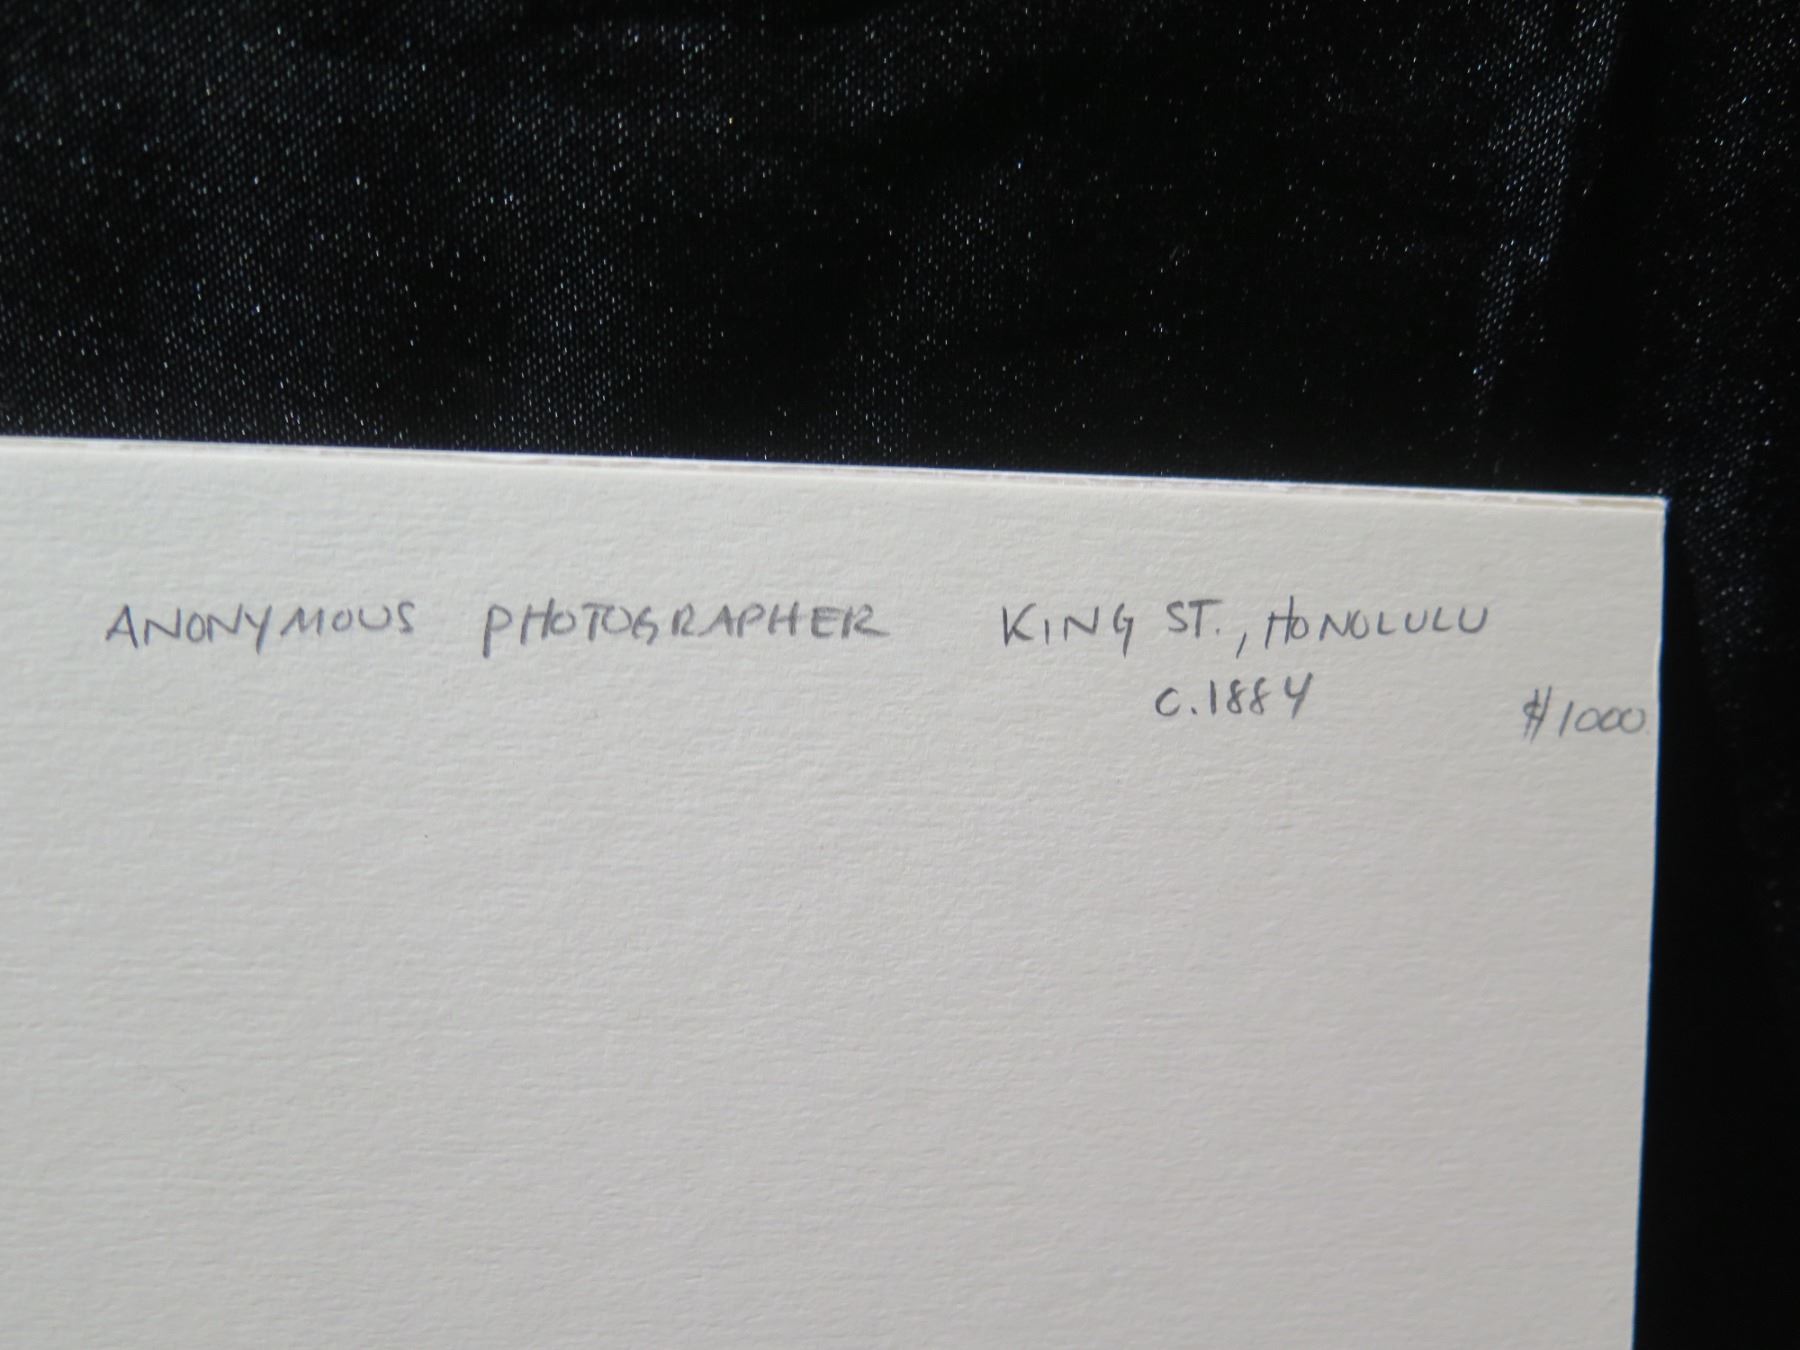 ANONYMOUS PHOTOGRAPHER KING ST., HONOLULU
c.1884
$1000